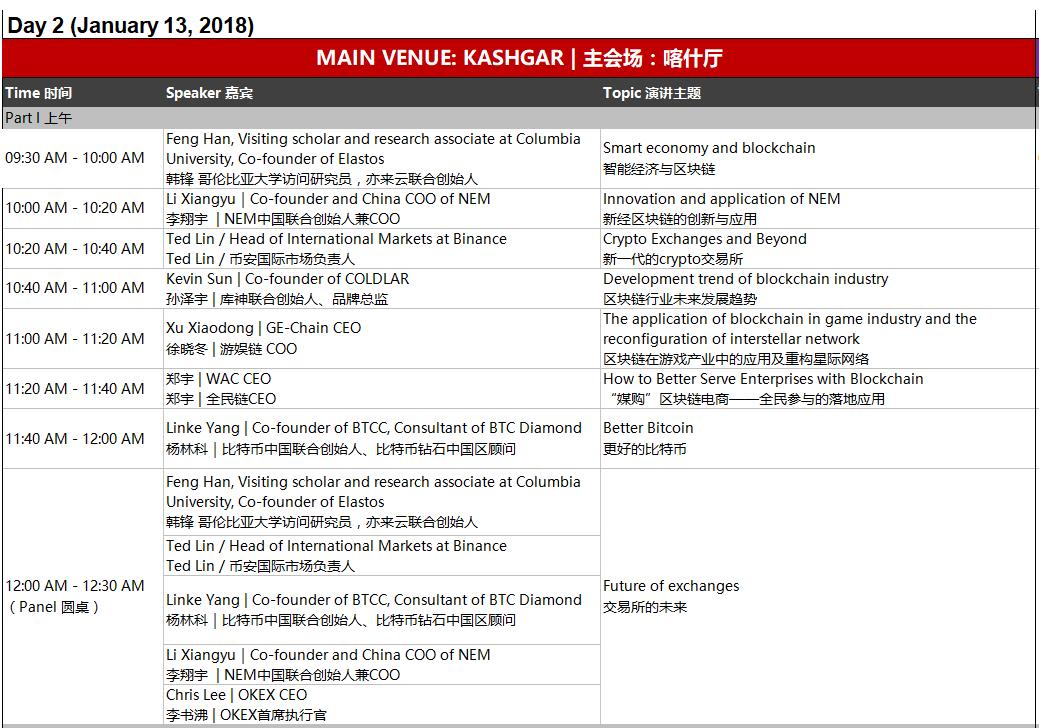 Day 2 (January 13, 2018)
MAIN VENUE: KASHGAR | 主会场：喀什厅
Time 时间
Speaker 嘉宾
Topic 演讲主题
Part I 上午
09:30 AM - 10:00 AM
Feng Han, Visiting scholar and research associate at Columbia
University, Co-founder of Elastos
韩锋 哥伦比亚大学访问研究员，亦来云联合创始人
Smart economy and blockchain
智能经济与区块链
10:00 AM - 10:20 AM
Li Xiangyu | Co-founder and China COO of NEM
李翔宇 | NEM中国联合创始人兼COO
Innovation and application of NEM
新经区块链的创新与应用
10:20 AM - 10:40 AM
Ted Lin / Head of International Markets at Binance
Ted Lin / 币安国际市场负责人
Crypto Exchanges and Beyond
新一代的crypto交易所
10:40 AM - 11:00 AM
Kevin Sun | Co-founder of COLDLAR
孙泽宇 | 库神联合创始人、品牌总监
Development trend of blockchain industry
区块链行业未来发展趋势
11:00 AM - 11:20 AM
Xu Xiaodong | GE-Chain CEO
徐晓冬 | 游娱链 COO
The application of blockchain in game industry and the
reconfiguration of interstellar network
区块链在游戏产业中的应用及重构星际网络
11:20 AM - 11:40 AM
郑宇 | WAC CEO
郑宇 | 全民链CEO
How to Better Serve Enterprises with Blockchain
“媒购”区块链电商——全民参与的落地应用
11:40 AM - 12:00 AM
Linke Yang | Co-founder of BTCC, Consultant of BTC Diamond
杨林科 | 比特币中国联合创始人、比特币钻石中国区顾问
Better Bitcoin
更好的比特币
12:00 AM - 12:30 AM
（Panel 圆桌）
Feng Han, Visiting scholar and research associate at Columbia
University, Co-founder of Elastos
韩锋 哥伦比亚大学访问研究员，亦来云联合创始人
Ted Lin / Head of International Markets at Binance
Ted Lin / 币安国际市场负责人
Linke Yang | Co-founder of BTCC, Consultant of BTC Diamond
杨林科 | 比特币中国联合创始人、比特币钻石中国区顾问
Li Xiangyu | Co-founder and China COO of NEM
李翔宇 | NEM中国联合创始人兼COO
Chris Lee | OKEX CEO
李书沸 | OKEX首席执行官
Future of exchanges
交易所的未来